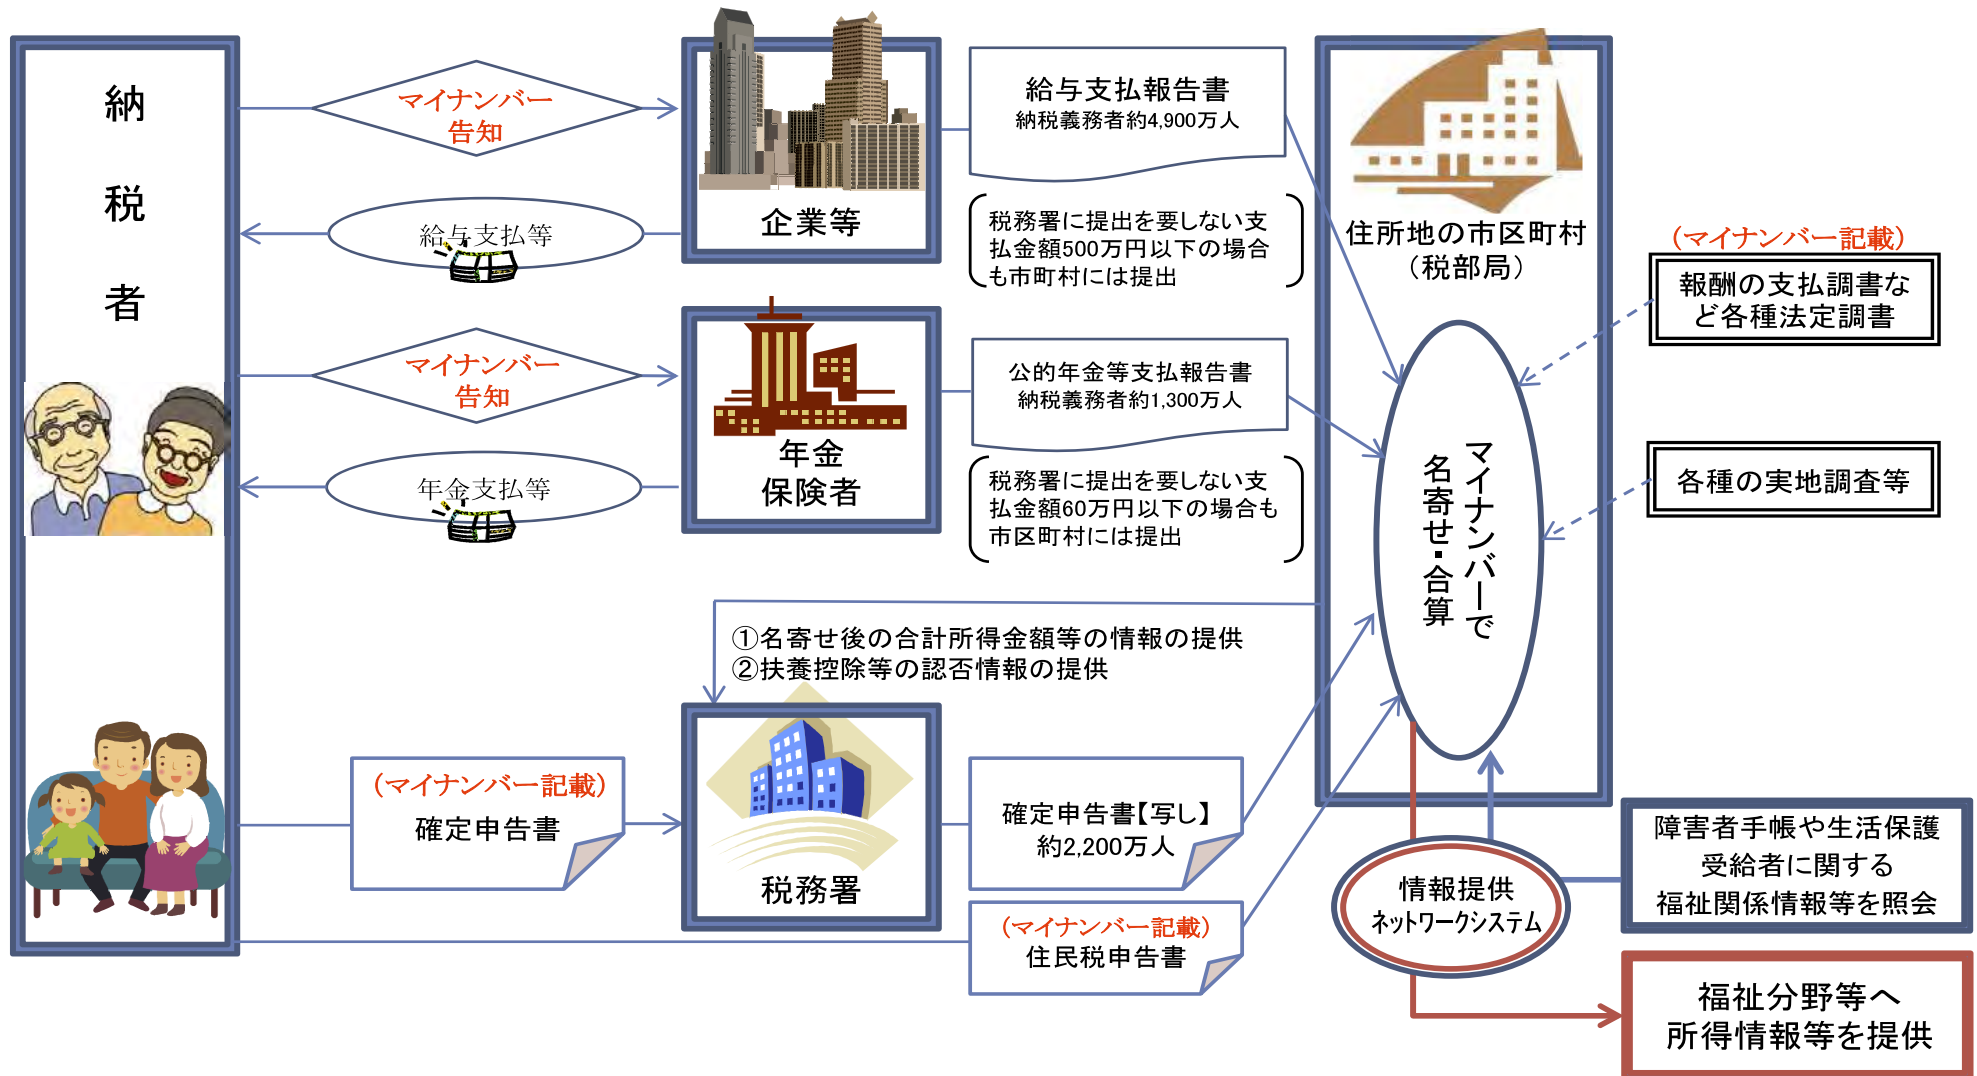 納税者
マイナンバー
告知
企業等
給与支払報告書
納税義務者約4,900万人
給与支払等
税務署に提出を要しない支
払金額500万円以下の場合
も市町村には提出
住所地の市区町村
（税部局）
（マイナンバー記載）
報酬の支払調書な
ど各種法定調書
マイナンバー
告知
年金
保険者
公的年金等支払報告書
納税義務者約1,300万人
年金支払等
税務署に提出を要しない支
払金額60万円以下の場合も
市区町村には提出
マイナンバーで
名寄せ・合算
各種の実地調査等
①名寄せ後の合計所得金額等の情報の提供
②扶養控除等の認否情報の提供
（マイナンバー記載）
確定申告書
税務署
確定申告書【写し】
約2,200万人
（マイナンバー記載）
住民税申告書
情報提供
ネットワークシステム
障害者手帳や生活保護
受給者に関する
福祉関係情報等を照会
福祉分野等へ
所得情報等を提供